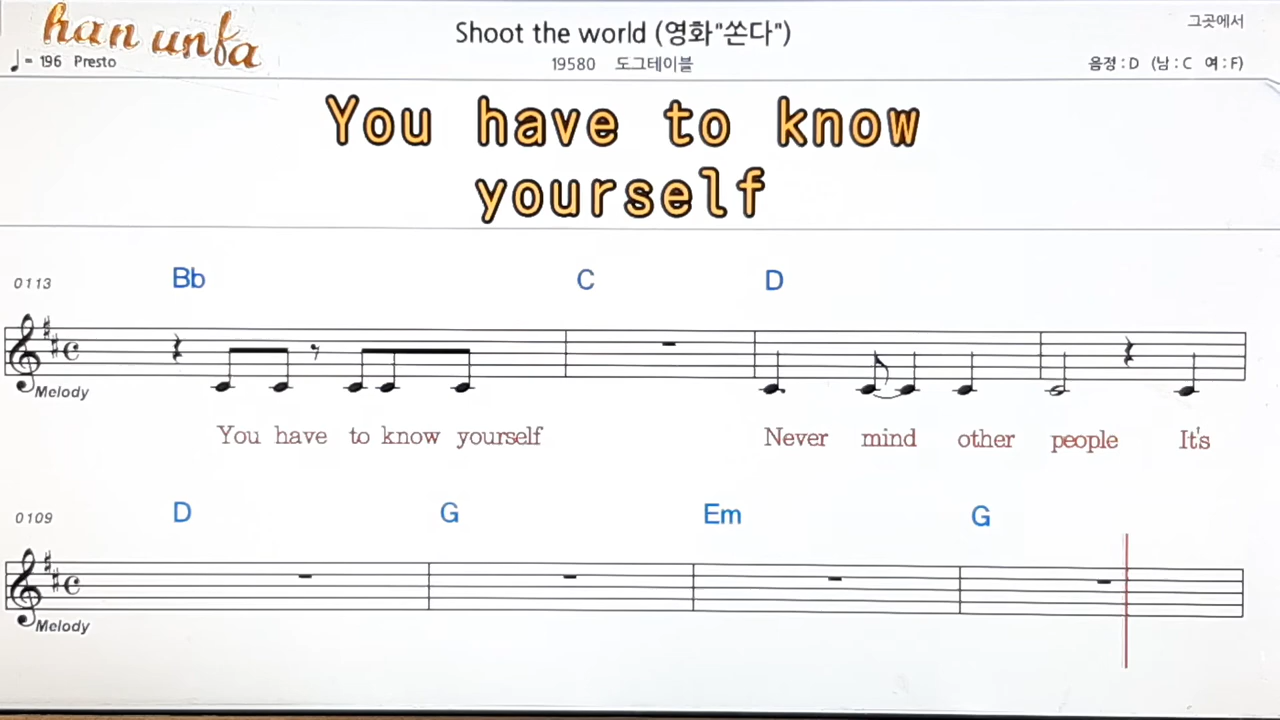 han unfa
Shoot the world (영화"쏜다")
그곳에서
♩= 196 Presto
19580 도그테이블
음정 : D (남 : C 여 : F)
You have to know
yourself
0113 Bb C D
Melody
You have to know yourself Never mind other people It's
0109 D G Em G
Melody